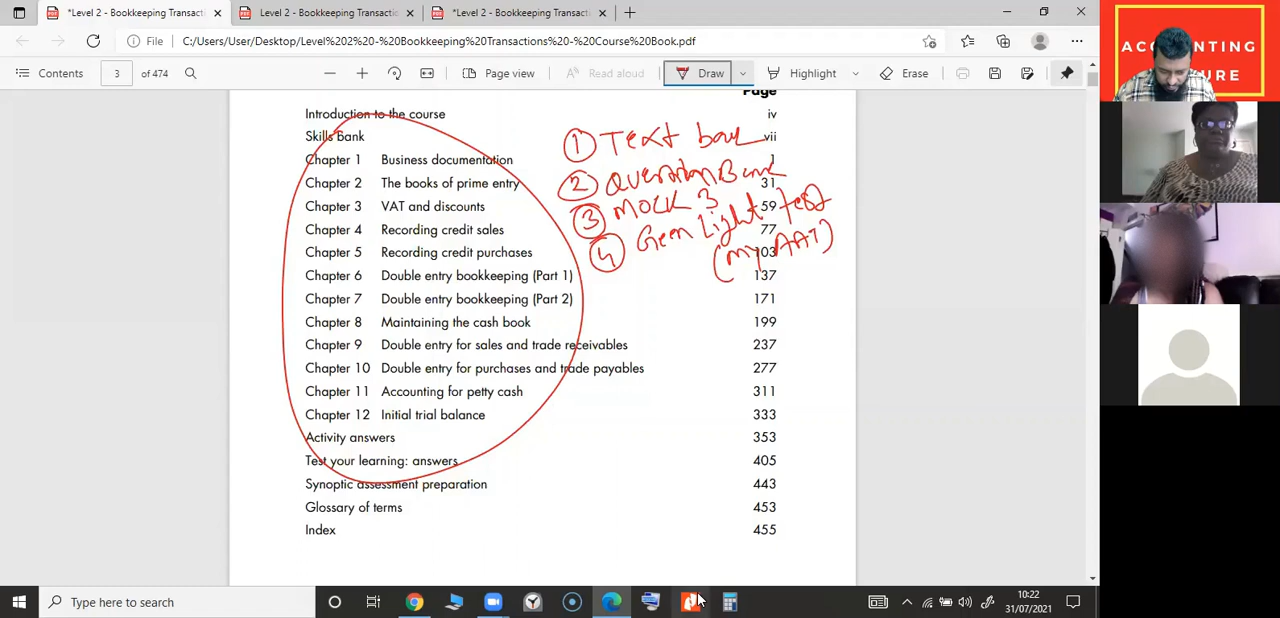 *Level 2 - Bookkeeping Transacti
Level 2 - Bookkeeping Transactic
*Level 2 - Bookkeeping Transacti
File
C:/Users/User/Desktop/Level%202%20-%20Bookkeeping%20Transactions%20-%20Course%20Book.pdf
Contents
3
of 474
Page view
Read aloud
Draw
Highlight
Erase
ACCOUNTING
Page
Introduction to the course iv
Skills Bank vii
Chapter 1 Business documentation 1
Chapter 2 The books of prime entry 31
Chapter 3 VAT and discounts 59
Chapter 4 Recording credit sales 77
Chapter 5 Recording credit purchases 103
Chapter 6 Double entry bookkeeping (Part 1) 137
Chapter 7 Double entry bookkeeping (Part 2) 171
Chapter 8 Maintaining the cash book 199
Chapter 9 Double entry for sales and trade receivables 237
Chapter 10 Double entry for purchases and trade payables 277
Chapter 11 Accounting for petty cash 311
Chapter 12 Initial trial balance 333
Activity answers 353
Test your learning: answers 405
Synoptic assessment preparation 443
Glossary of terms 453
Index 455
1 Text
2 Question Bank
3 Mock 3
4 Geen Light test
(my AAT)
Type here to search
10:22
31/07/2021